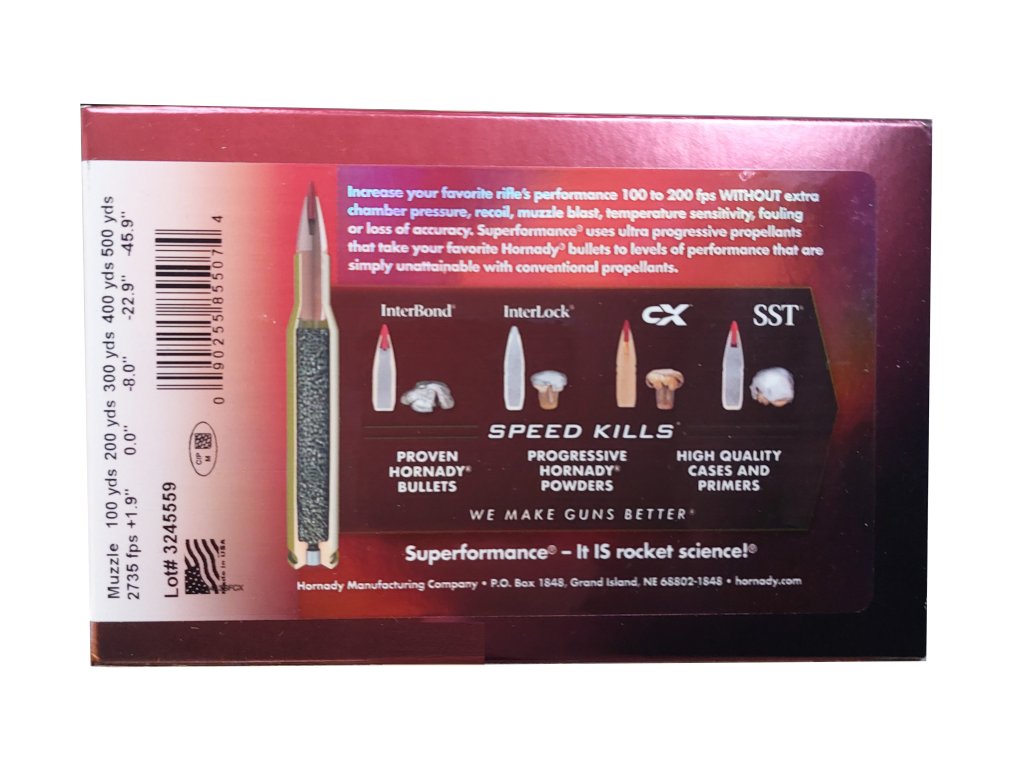 Increase your favorite rifle's performance 100 to 200 fps WITHOUT extra
chamber pressure, recoil, muzzle blast, temperature sensitivity, fouling
or loss of accuracy. Superformance® uses ultra progressive propellants
that take your favorite Hornady® bullets to levels of performance that are
simply unattainable with conventional propellants.
InterBond® InterLock® CX™ SST®
SPEED KILLS®
PROVEN
HORNADY®
BULLETS
PROGRESSIVE
HORNADY®
POWDERS
HIGH QUALITY
CASES AND
PRIMERS
WE MAKE GUNS BETTER®
Superformance® – It IS rocket science!®
Hornady Manufacturing Company • P.O. Box 1848, Grand Island, NE 68802-1848 • hornady.com
Muzzle 100 yds 200 yds 300 yds 400 yds 500 yds
2735 fps +1.9" 0.0" -8.0" -22.9" -45.9"
0 90255 85507 4
CIP
M
Lot# 3245559
Made in USA